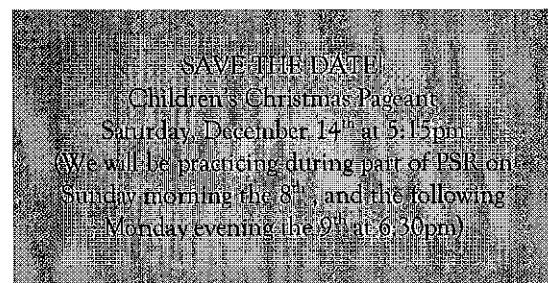 SAVE THE DATE!
Children's Christmas Pageant
Saturday, December 14th at 5:15pm
(We will be practicing during part of PSR on
Sunday morning the 8th, and the following
Monday evening the 9th at 6:30pm)